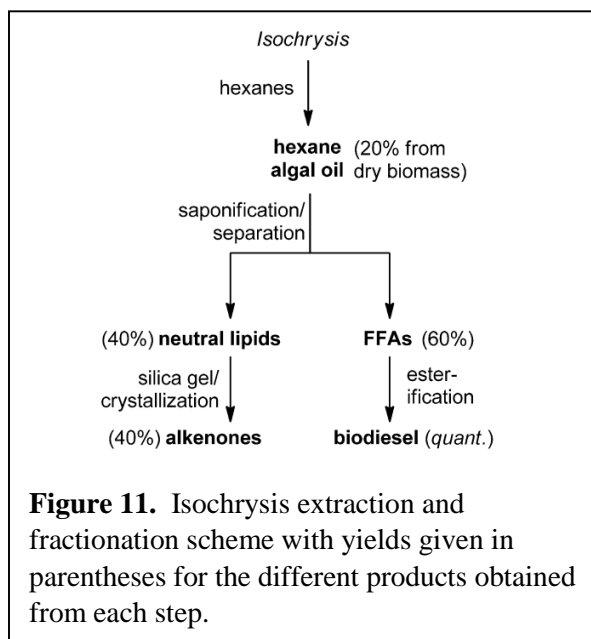 Isochrysis
hexanes
hexane (20% from
algal oil dry biomass)
saponification/
separation
(40%) neutral lipids FFAs (60%)
silica gel/ ester-
crystallization ification
(40%) alkenones biodiesel (quant.)
Figure 11. Isochrysis extraction and
fractionation scheme with yields given in
parentheses for the different products obtained
from each step.